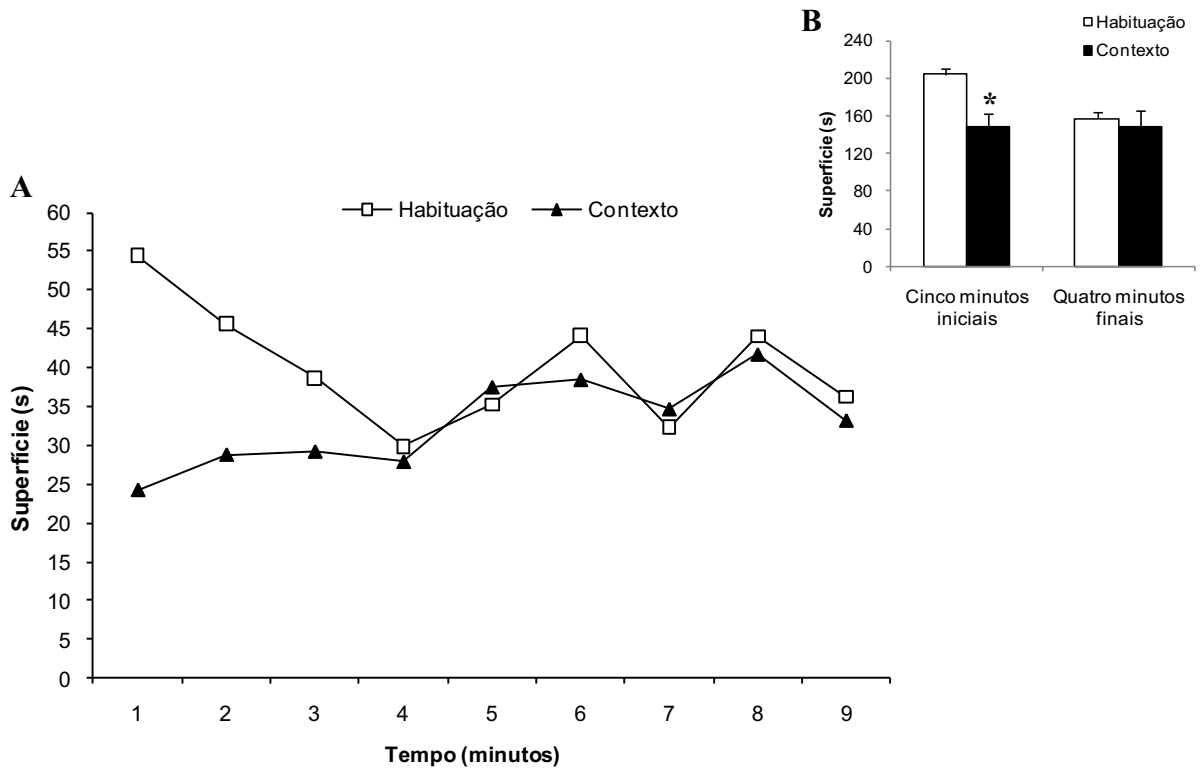 B
Habituação
Contexto
240
200
160
120
80
40
0
Superfície (s)
*
Cinco minutos
iniciais
Quatro minutos
finais
A
Habituação
Contexto
60
55
50
45
40
35
30
25
20
15
10
5
0
Superfície (s)
1 2 3 4 5 6 7 8 9
Tempo (minutos)